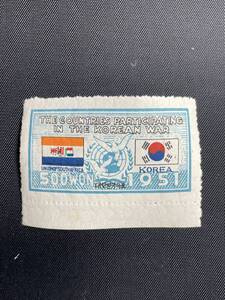 THE COUNTRIES PARTICIPATING
IN THE KOREAN WAR
UNION OF SOUTH AFRICA
KOREA
500 WON
1951